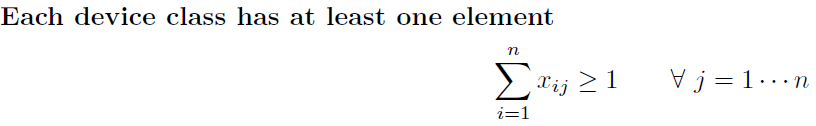 Each device class has at least one element
n
∑ x_{ij} ≥ 1 ∀ j = 1 ⋯ n
i=1